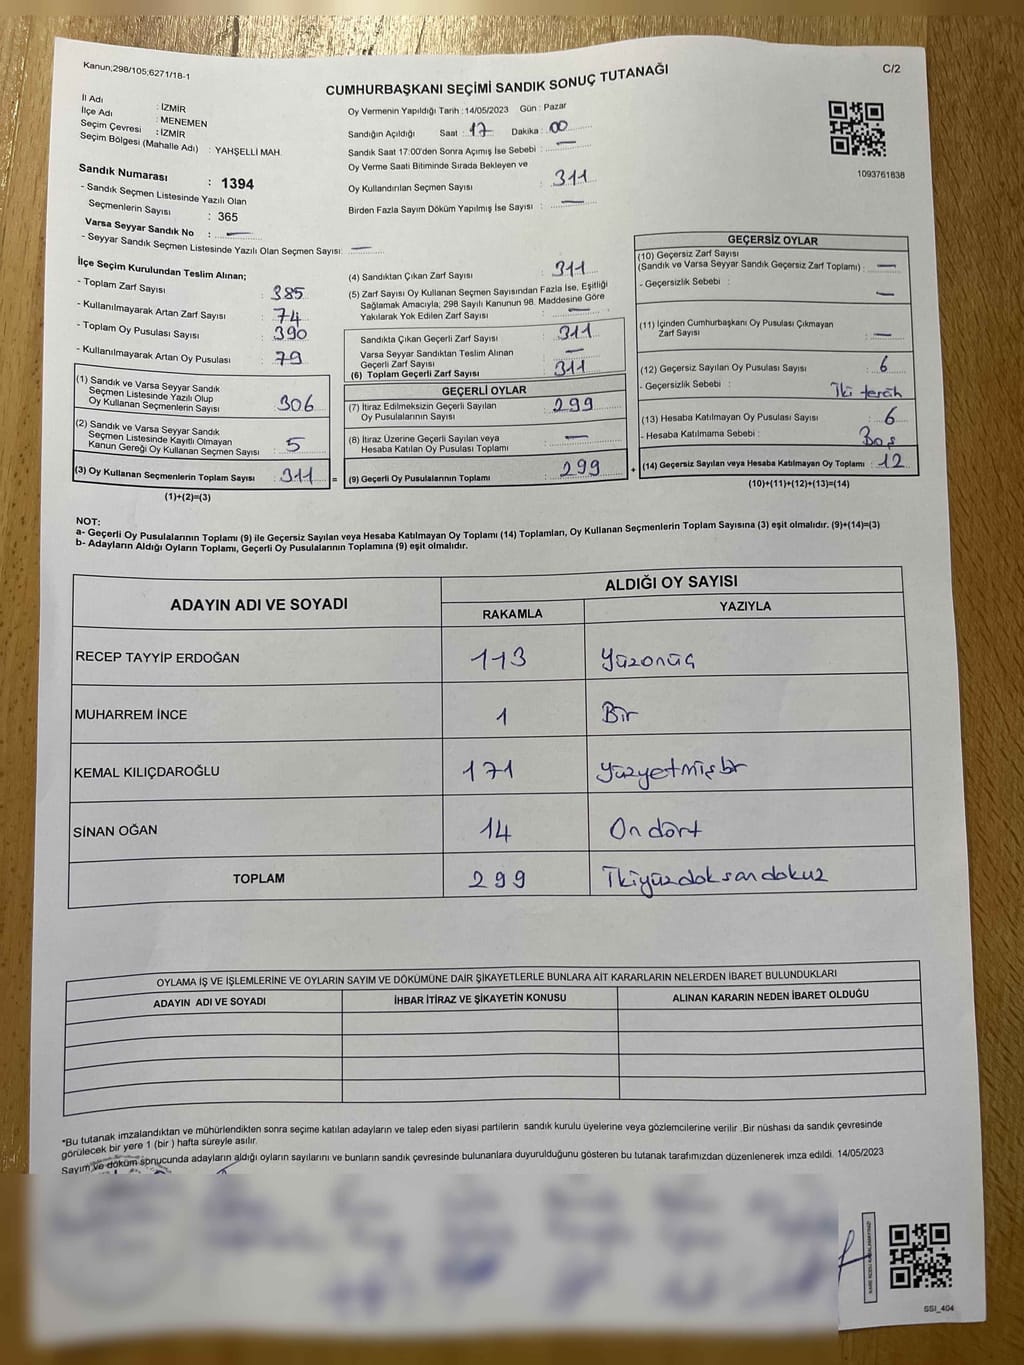 Kanun;298/105;6271/18-1
CUMHURBAŞKANI SEÇİMİ SANDIK SONUÇ TUTANAĞI
C/2
İl Adı : İZMİR
İlçe Adı : MENEMEN
Seçim Çevresi : İZMİR
Seçim Bölgesi (Mahalle Adı) : YAHŞELLİ MAH.
Sandık Numarası : 1394
- Sandık Seçmen Listesinde Yazılı Olan
Seçmenlerin Sayısı : 365
Varsa Seyyar Sandık No : —
- Seyyar Sandık Seçmen Listesinde Yazılı Olan Seçmen Sayısı: —
Oy Vermenin Yapıldığı Tarih :14/05/2023 Gün : Pazar
Sandığın Açıldığı Saat : 17 Dakika : 00
Sandık Saat 17:00'den Sonra Açımış İse Sebebi : —
Oy Verme Saati Bitiminde Sırada Bekleyen ve
Oy Kullandırılan Seçmen Sayısı : 311
Birden Fazla Sayım Döküm Yapılmış İse Sayısı : —
1093761838
İlçe Seçim Kurulundan Teslim Alınan;
- Toplam Zarf Sayısı : 385
- Kullanılmayarak Artan Zarf Sayısı : 74
- Toplam Oy Pusulası Sayısı : 390
- Kullanılmayarak Artan Oy Pusulası : 79
(1) Sandık ve Varsa Seyyar Sandık
Seçmen Listesinde Yazılı Olup
Oy Kullanan Seçmenlerin Sayısı : 306
(2) Sandık ve Varsa Seyyar Sandık
Seçmen Listesinde Kayıtlı Olmayan
Kanun Gereği Oy Kullanan Seçmen Sayısı : 5
(3) Oy Kullanan Seçmenlerin Toplam Sayısı : 311 =
(1)+(2)=(3)
(4) Sandıktan Çıkan Zarf Sayısı : 311
(5) Zarf Sayısı Oy Kullanan Seçmen Sayısından Fazla İse, Eşitliği
Sağlamak Amacıyla; 298 Sayılı Kanunun 98. Maddesine Göre
Yakılarak Yok Edilen Zarf Sayısı : —
Sandıkta Çıkan Geçerli Zarf Sayısı : 311
Varsa Seyyar Sandıktan Teslim Alınan
Geçerli Zarf Sayısı : —
(6) Toplam Geçerli Zarf Sayısı : 311
GEÇERLİ OYLAR
(7) İtiraz Edilmeksizin Geçerli Sayılan
Oy Pusulalarının Sayısı : 299
(8) İtiraz Üzerine Geçerli Sayılan veya
Hesaba Katılan Oy Pusulası Toplamı : —
(9) Geçerli Oy Pusulalarının Toplamı : 299 +
GEÇERSİZ OYLAR
(10) Geçersiz Zarf Sayısı
(Sandık ve Varsa Seyyar Sandık Geçersiz Zarf Toplamı) : —
- Geçersizlik Sebebi : —
(11) İçinden Cumhurbaşkanı Oy Pusulası Çıkmayan
Zarf Sayısı : —
(12) Geçersiz Sayılan Oy Pusulası Sayısı : 6
- Geçersizlik Sebebi : İki tercih
(13) Hesaba Katılmayan Oy Pusulası Sayısı : 6
- Hesaba Katılmama Sebebi : Boş
(14) Geçersiz Sayılan veya Hesaba Katılmayan Oy Toplamı : 12
(10)+(11)+(12)+(13)=(14)
NOT:
a- Geçerli Oy Pusulalarının Toplamı (9) ile Geçersiz Sayılan veya Hesaba Katılmayan Oy Toplamı (14) Toplamları, Oy Kullanan Seçmenlerin Toplam Sayısına (3) eşit olmalıdır. (9)+(14)=(3)
b- Adayların Aldığı Oyların Toplamı, Geçerli Oy Pusulalarının Toplamına (9) eşit olmalıdır.
ADAYIN ADI VE SOYADI ALDIĞI OY SAYISI
RAKAMLA YAZIYLA
RECEP TAYYİP ERDOĞAN 113 Yüzonüç
MUHARREM İNCE 1 Bir
KEMAL KILIÇDAROĞLU 171 Yüzyetmişbr
SİNAN OĞAN 14 On dört
TOPLAM 299 İkiyüzdoksandokuz
OYLAMA İŞ VE İŞLEMLERİNE VE OYLARIN SAYIM VE DÖKÜMÜNE DAİR ŞİKAYETLERLE BUNLARA AİT KARARLARIN NELERDEN İBARET BULUNDUKLARI
ADAYIN ADI VE SOYADI İHBAR İTİRAZ VE ŞİKAYETİN KONUSU ALINAN KARARIN NEDEN İBARET OLDUĞU
*Bu tutanak imzalandıktan ve mühürlendikten sonra seçime katılan adayların ve talep eden siyasi partilerin sandık kurulu üyelerine veya gözlemcilerine verilir .Bir nüshası da sandık çevresinde
görülecek bir yere 1 (bir ) hafta süreyle asılır.
Sayım ve döküm sonucunda adayların aldığı oyların sayılarını ve bunların sandık çevresinde bulunanlara duyurulduğunu gösteren bu tutanak tarafımızdan düzenlenerek imza edildi. 14/05/2023
SSI_404